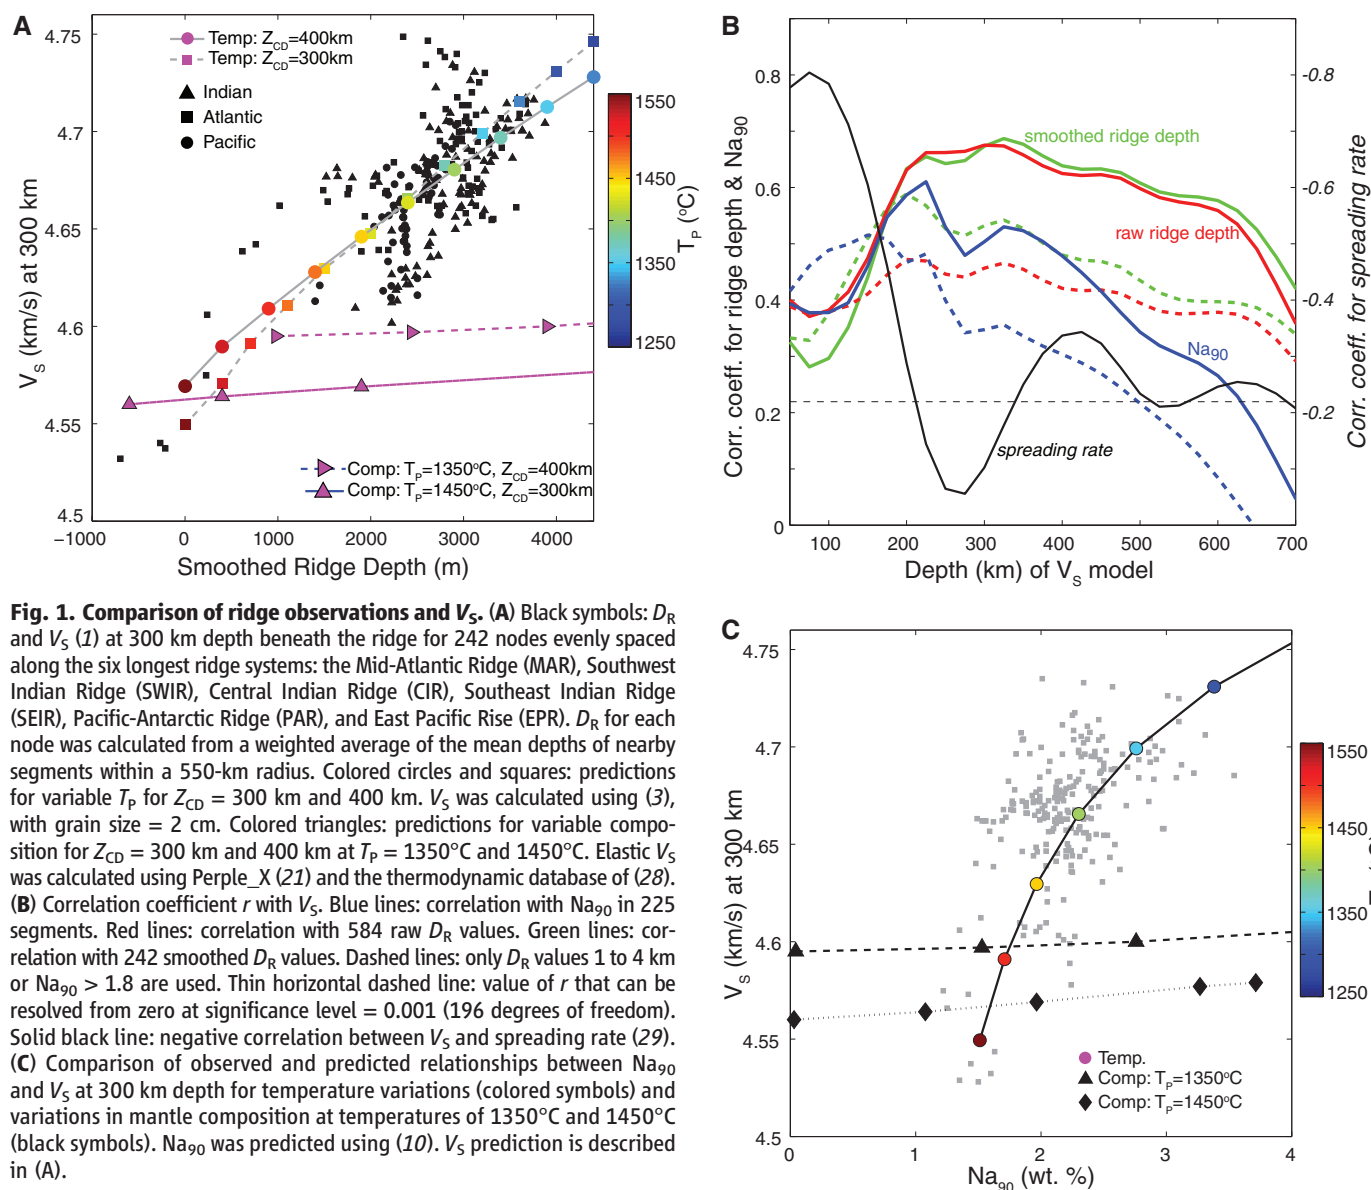 A
4.75
4.7
4.65
4.6
4.55
4.5
V_S (km/s) at 300 km
Temp: Z_CD=400km
Temp: Z_CD=300km
Indian
Atlantic
Pacific
1550
1450
1350
1250
T_P (°C)
Comp: T_P=1350°C, Z_CD=400km
Comp: T_P=1450°C, Z_CD=300km
−1000 0 1000 2000 3000 4000
Smoothed Ridge Depth (m)
B
0.8
0.6
0.4
0.2
0
Corr. coeff. for ridge depth & Na_90
smoothed ridge depth
raw ridge depth
Na_90
spreading rate
-0.8
-0.6
-0.4
-0.2
Corr. coeff. for spreading rate
100 200 300 400 500 600 700
Depth (km) of V_S model
Fig. 1. Comparison of ridge observations and V_S. (A) Black symbols: D_R
and V_S (1) at 300 km depth beneath the ridge for 242 nodes evenly spaced
along the six longest ridge systems: the Mid-Atlantic Ridge (MAR), Southwest
Indian Ridge (SWIR), Central Indian Ridge (CIR), Southeast Indian Ridge
(SEIR), Pacific-Antarctic Ridge (PAR), and East Pacific Rise (EPR). D_R for each
node was calculated from a weighted average of the mean depths of nearby
segments within a 550-km radius. Colored circles and squares: predictions
for variable T_P for Z_CD = 300 km and 400 km. V_S was calculated using (3),
with grain size = 2 cm. Colored triangles: predictions for variable compo-
sition for Z_CD = 300 km and 400 km at T_P = 1350°C and 1450°C. Elastic V_S
was calculated using Perple_X (21) and the thermodynamic database of (28).
(B) Correlation coefficient r with V_S. Blue lines: correlation with Na_90 in 225
segments. Red lines: correlation with 584 raw D_R values. Green lines: cor-
relation with 242 smoothed D_R values. Dashed lines: only D_R values 1 to 4 km
or Na_90 > 1.8 are used. Thin horizontal dashed line: value of r that can be
resolved from zero at significance level = 0.001 (196 degrees of freedom).
Solid black line: negative correlation between V_S and spreading rate (29).
(C) Comparison of observed and predicted relationships between Na_90
and V_S at 300 km depth for temperature variations (colored symbols) and
variations in mantle composition at temperatures of 1350°C and 1450°C
(black symbols). Na_90 was predicted using (10). V_S prediction is described
in (A).
C
4.75
4.7
4.65
4.6
4.55
4.5
V_S (km/s) at 300 km
1550
1450
1350
1250
Temp.
Comp: T_P=1350°C
Comp: T_P=1450°C
0 1 2 3 4
Na_90 (wt. %)